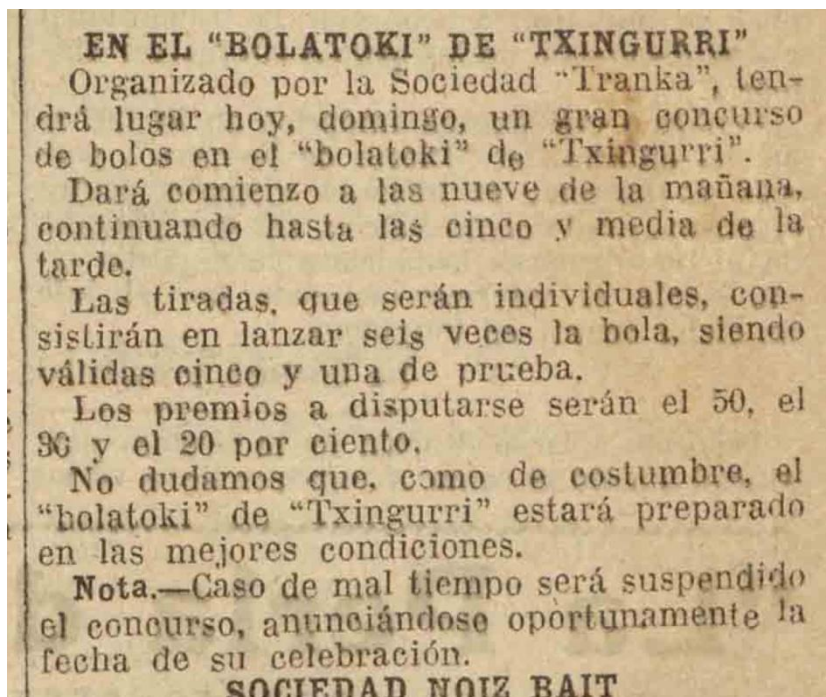 EN EL "BOLATOKI" DE "TXINGURRI"
Organizado por la Sociedad "Tranka", ten-
drá lugar hoy, domingo, un gran concurso
de bolos en el "bolatoki" de "Txingurri".
Dará comienzo a las nueve de la mañana,
continuando hasta las cinco y media de la
tarde.
Las tiradas, que serán individuales, con-
sistirán en lanzar seis veces la bola, siendo
válidas cinco y una de prueba.
Los premios a disputarse serán el 50, el
30 y el 20 por ciento.
No dudamos que, como de costumbre, el
"bolatoki" de "Txingurri" estará preparado
en las mejores condiciones.
Nota.—Caso de mal tiempo será suspendido
el concurso, anunciándose oportunamente la
fecha de su celebración.
SOCIEDAD NOIZ BAIT